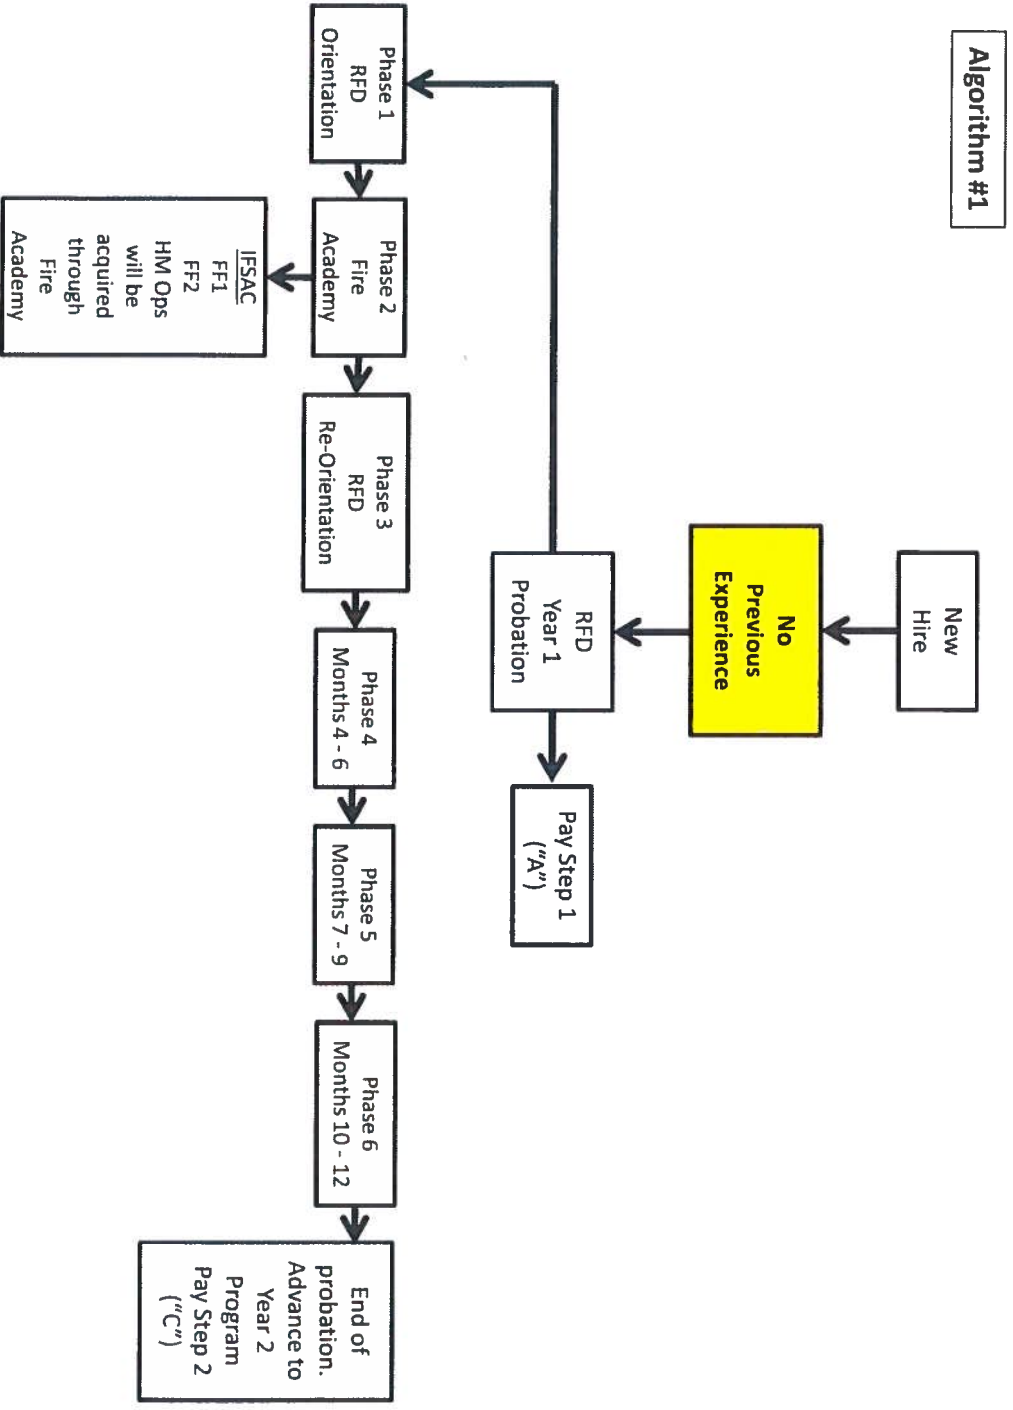 Algorithm #1
New
Hire
No
Previous
Experience
RFD
Year 1
Probation
Pay Step 1
("A")
Phase 1
RFD
Orientation
Phase 2
Fire
Academy
IFSAC
FF1
FF2
HM Ops
will be
acquired
through
Fire
Academy
Phase 3
RFD
Re-Orientation
Phase 4
Months 4 - 6
Phase 5
Months 7 - 9
Phase 6
Months 10 - 12
End of
probation.
Advance to
Year 2
Program
Pay Step 2
("C")